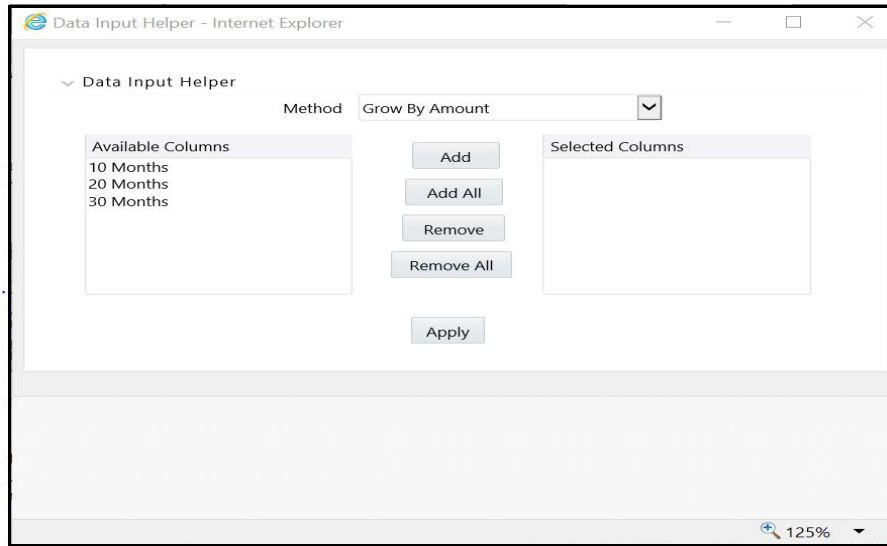 Data Input Helper - Internet Explorer
Data Input Helper
Method Grow By Amount
Available Columns
10 Months
20 Months
30 Months
Add
Add All
Remove
Remove All
Selected Columns
Apply
125%